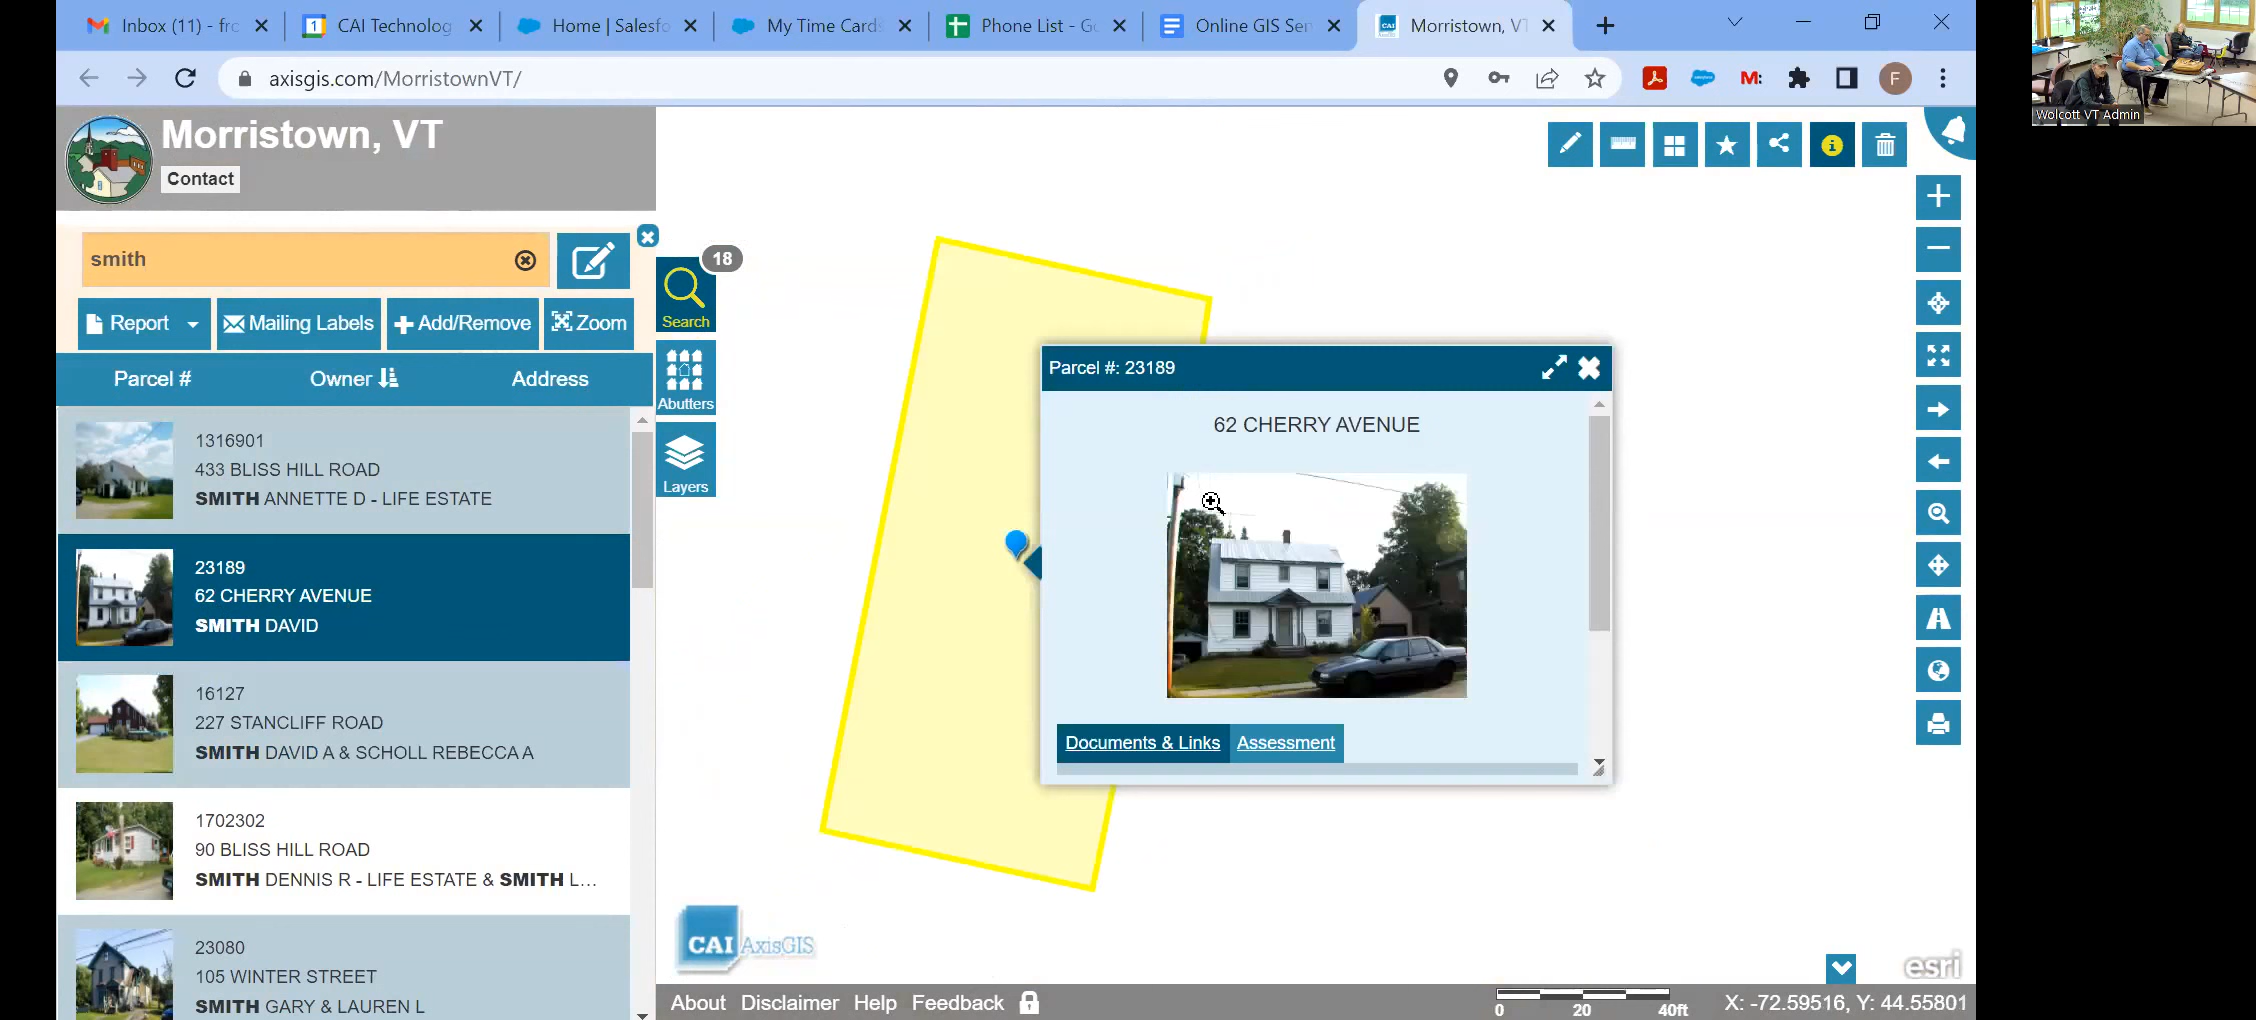 Inbox (11) - fro
CAI Technolog
Home | Salesfo
My Time Cards
Phone List - Go
Online GIS Ser
Morristown, VT
axisgis.com/MorristownVT/
F
Wolcott VT Admin
Morristown, VT
Contact
smith
Report
Mailing Labels
Add/Remove
Zoom
Parcel #
Owner
Address
1316901
433 BLISS HILL ROAD
SMITH ANNETTE D - LIFE ESTATE
23189
62 CHERRY AVENUE
SMITH DAVID
16127
227 STANCLIFF ROAD
SMITH DAVID A & SCHOLL REBECCA A
1702302
90 BLISS HILL ROAD
SMITH DENNIS R - LIFE ESTATE & SMITH L...
23080
105 WINTER STREET
SMITH GARY & LAUREN L
18
Search
Abutters
Layers
Parcel #: 23189
62 CHERRY AVENUE
Documents & Links
Assessment
CAI AxisGIS
esri
About
Disclaimer
Help
Feedback
0 20 40ft
X: -72.59516, Y: 44.55801